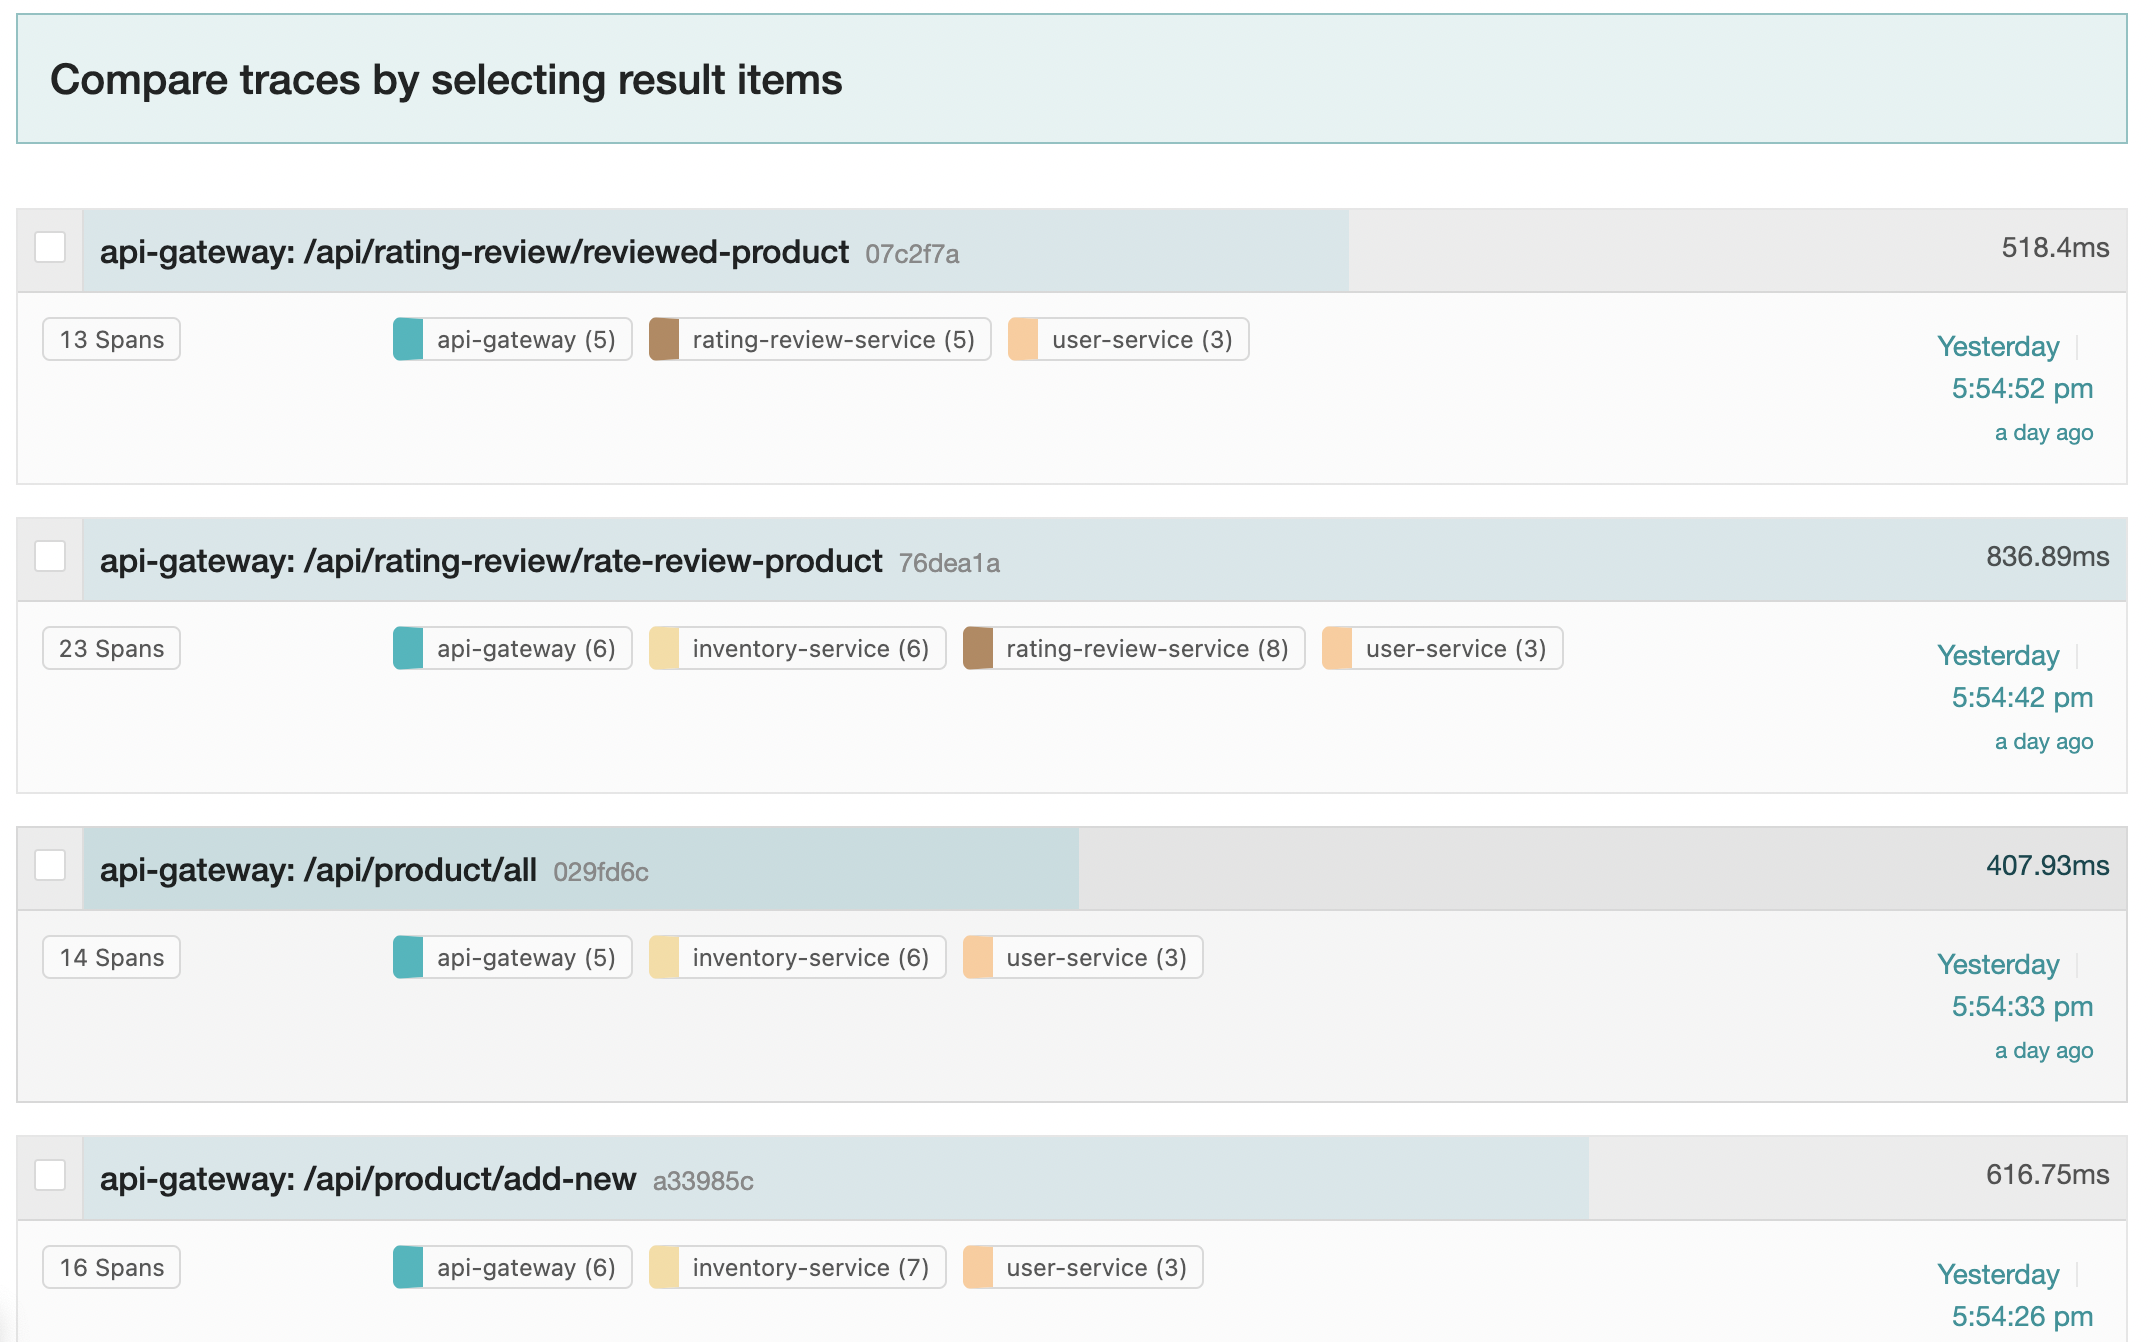 Compare traces by selecting result items
api-gateway: /api/rating-review/reviewed-product 07c2f7a 518.4ms
13 Spans api-gateway (5) rating-review-service (5) user-service (3)
Yesterday
5:54:52 pm
a day ago
api-gateway: /api/rating-review/rate-review-product 76dea1a 836.89ms
23 Spans api-gateway (6) inventory-service (6) rating-review-service (8) user-service (3)
Yesterday
5:54:42 pm
a day ago
api-gateway: /api/product/all 029fd6c 407.93ms
14 Spans api-gateway (5) inventory-service (6) user-service (3)
Yesterday
5:54:33 pm
a day ago
api-gateway: /api/product/add-new a33985c 616.75ms
16 Spans api-gateway (6) inventory-service (7) user-service (3)
Yesterday
5:54:26 pm